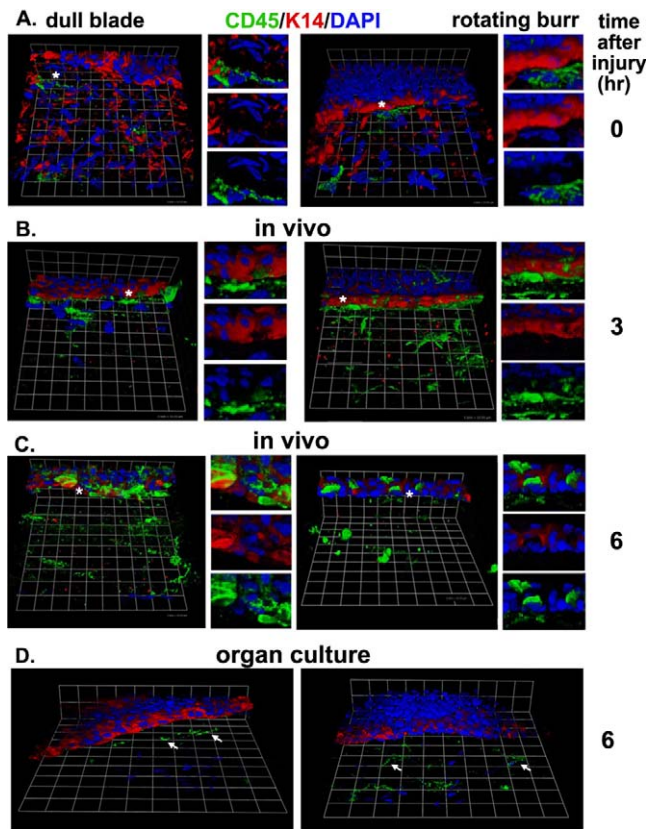 A. dull blade CD45/K14/DAPI rotating burr time
after
injury
(hr)
0
B. in vivo
3
C. in vivo
6
D. organ culture
6